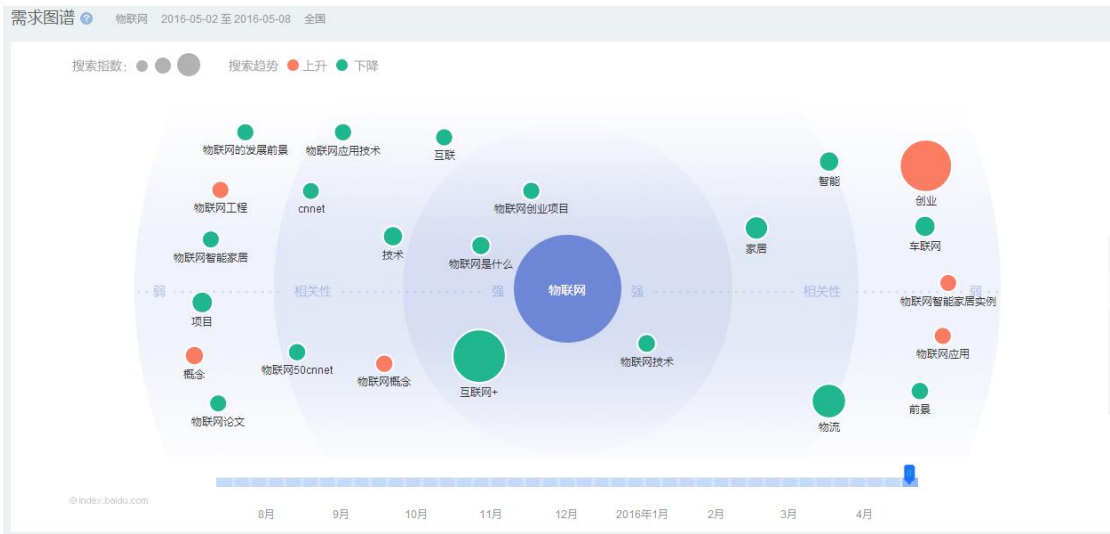 需求图谱 ? 物联网 2016-05-02 至 2016-05-08 全国
搜索指数： 搜索趋势 上升 下降
物联网的发展前景
物联网应用技术
互联
智能
创业
物联网工程
cnnet
物联网创业项目
技术
物联网是什么
家居
车联网
物联网智能家居
弱 相关性 强 物联网 强 相关性 弱
物联网智能家居实例
项目
物联网技术
物联网应用
概念
物联网50cnnet
物联网概念
互联网+
物联网论文
物流
前景
©index.baidu.com
8月 9月 10月 11月 12月 2016年1月 2月 3月 4月